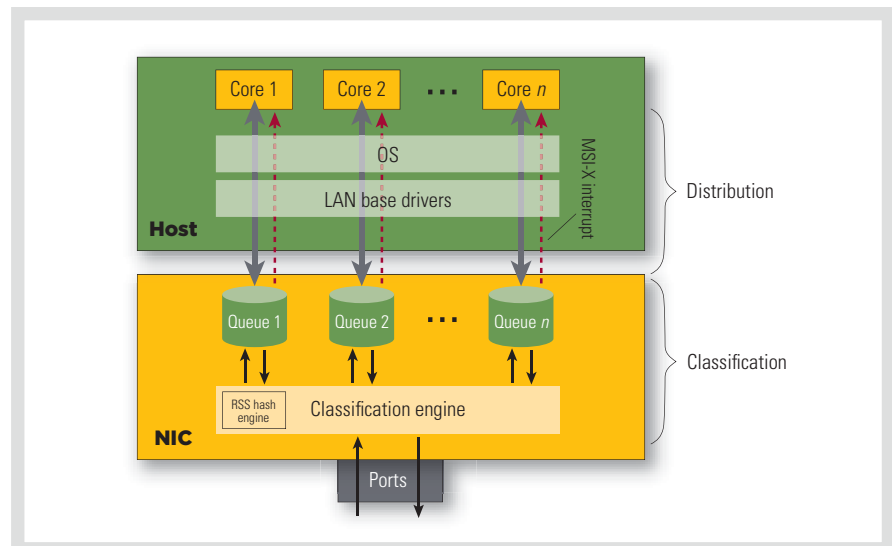 Core 1
Core 2
...
Core n
OS
LAN base drivers
MSI-X interrupt
Host
Distribution
Queue 1
Queue 2
...
Queue n
Classification
RSS hash
engine
Classification engine
NIC
Ports